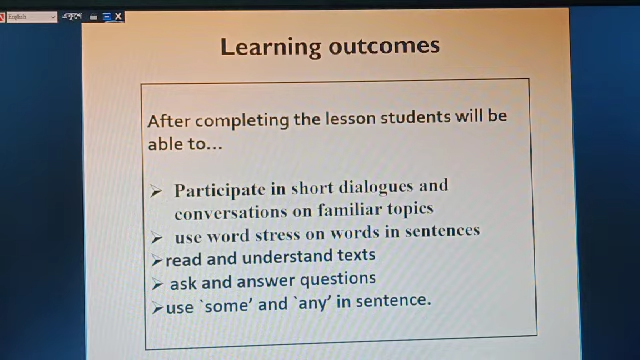 English
Learning outcomes
After completing the lesson students will be
able to...
➢ Participate in short dialogues and
conversations on familiar topics
➢ use word stress on words in sentences
➢read and understand texts
➢ ask and answer questions
➢use `some’ and `any’ in sentence.